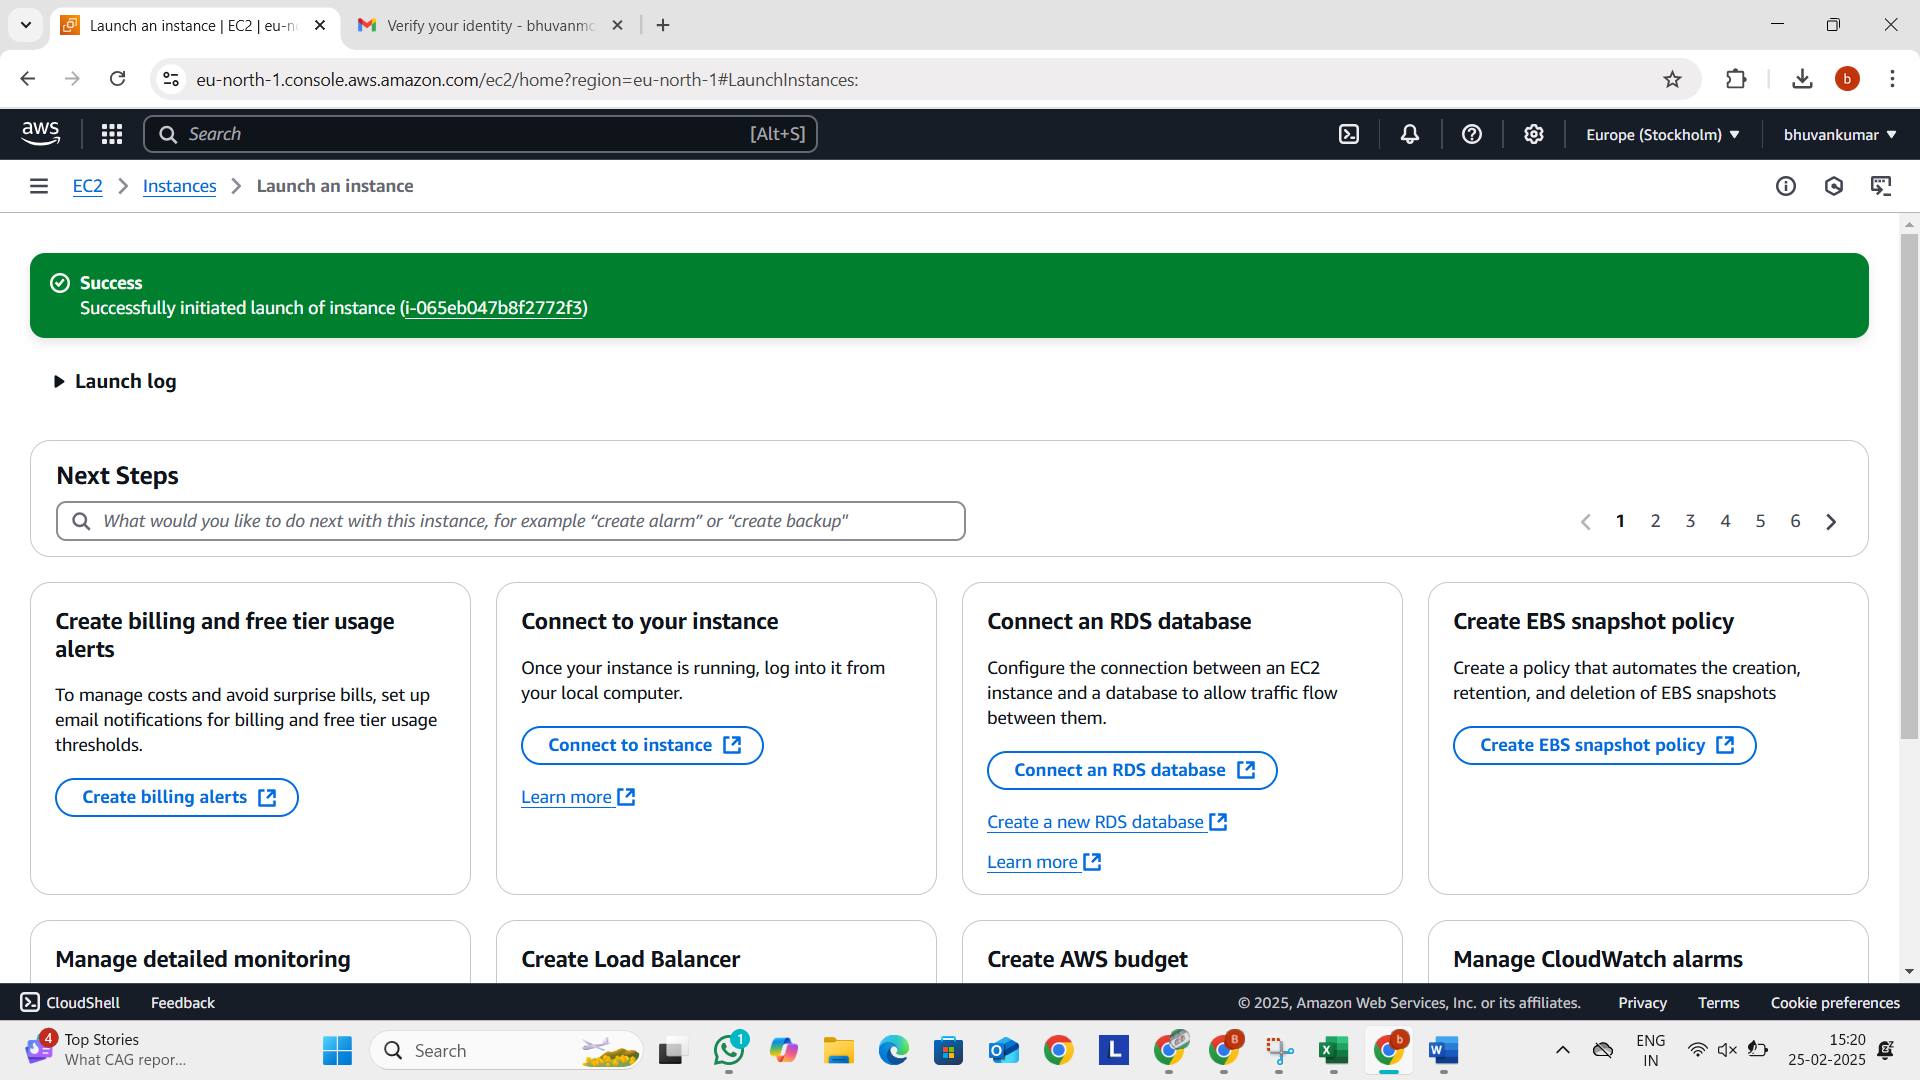 Launch an instance | EC2 | eu-n
Verify your identity - bhuvanmc
eu-north-1.console.aws.amazon.com/ec2/home?region=eu-north-1#LaunchInstances:
b
aws
Search
[Alt+S]
Europe (Stockholm)
bhuvankumar
EC2
Instances
Launch an instance
Success
Successfully initiated launch of instance (i-065eb047b8f2772f3)
Launch log
Next Steps
What would you like to do next with this instance, for example “create alarm” or “create backup"
1 2 3 4 5 6
Create billing and free tier usage
alerts
To manage costs and avoid surprise bills, set up
email notifications for billing and free tier usage
thresholds.
Create billing alerts
Connect to your instance
Once your instance is running, log into it from
your local computer.
Connect to instance
Learn more
Connect an RDS database
Configure the connection between an EC2
instance and a database to allow traffic flow
between them.
Connect an RDS database
Create a new RDS database
Learn more
Create EBS snapshot policy
Create a policy that automates the creation,
retention, and deletion of EBS snapshots
Create EBS snapshot policy
Manage detailed monitoring
Create Load Balancer
Create AWS budget
Manage CloudWatch alarms
CloudShell
Feedback
© 2025, Amazon Web Services, Inc. or its affiliates.
Privacy
Terms
Cookie preferences
4
Top Stories
What CAG repor...
Search
1
L
B
b
ENG
IN
15:20
25-02-2025